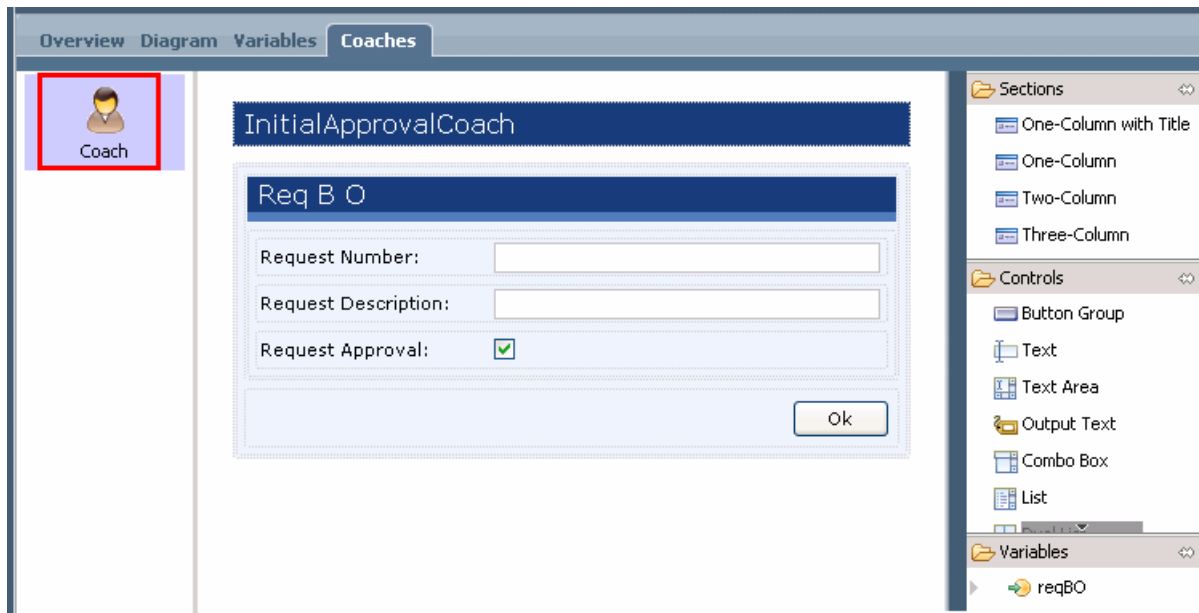 Overview Diagram Variables Coaches
Coach
InitialApprovalCoach
Req B O
Request Number:
Request Description:
Request Approval:
Ok
Sections
One-Column with Title
One-Column
Two-Column
Three-Column
Controls
Button Group
Text
Text Area
Output Text
Combo Box
List
Variables
reqBO